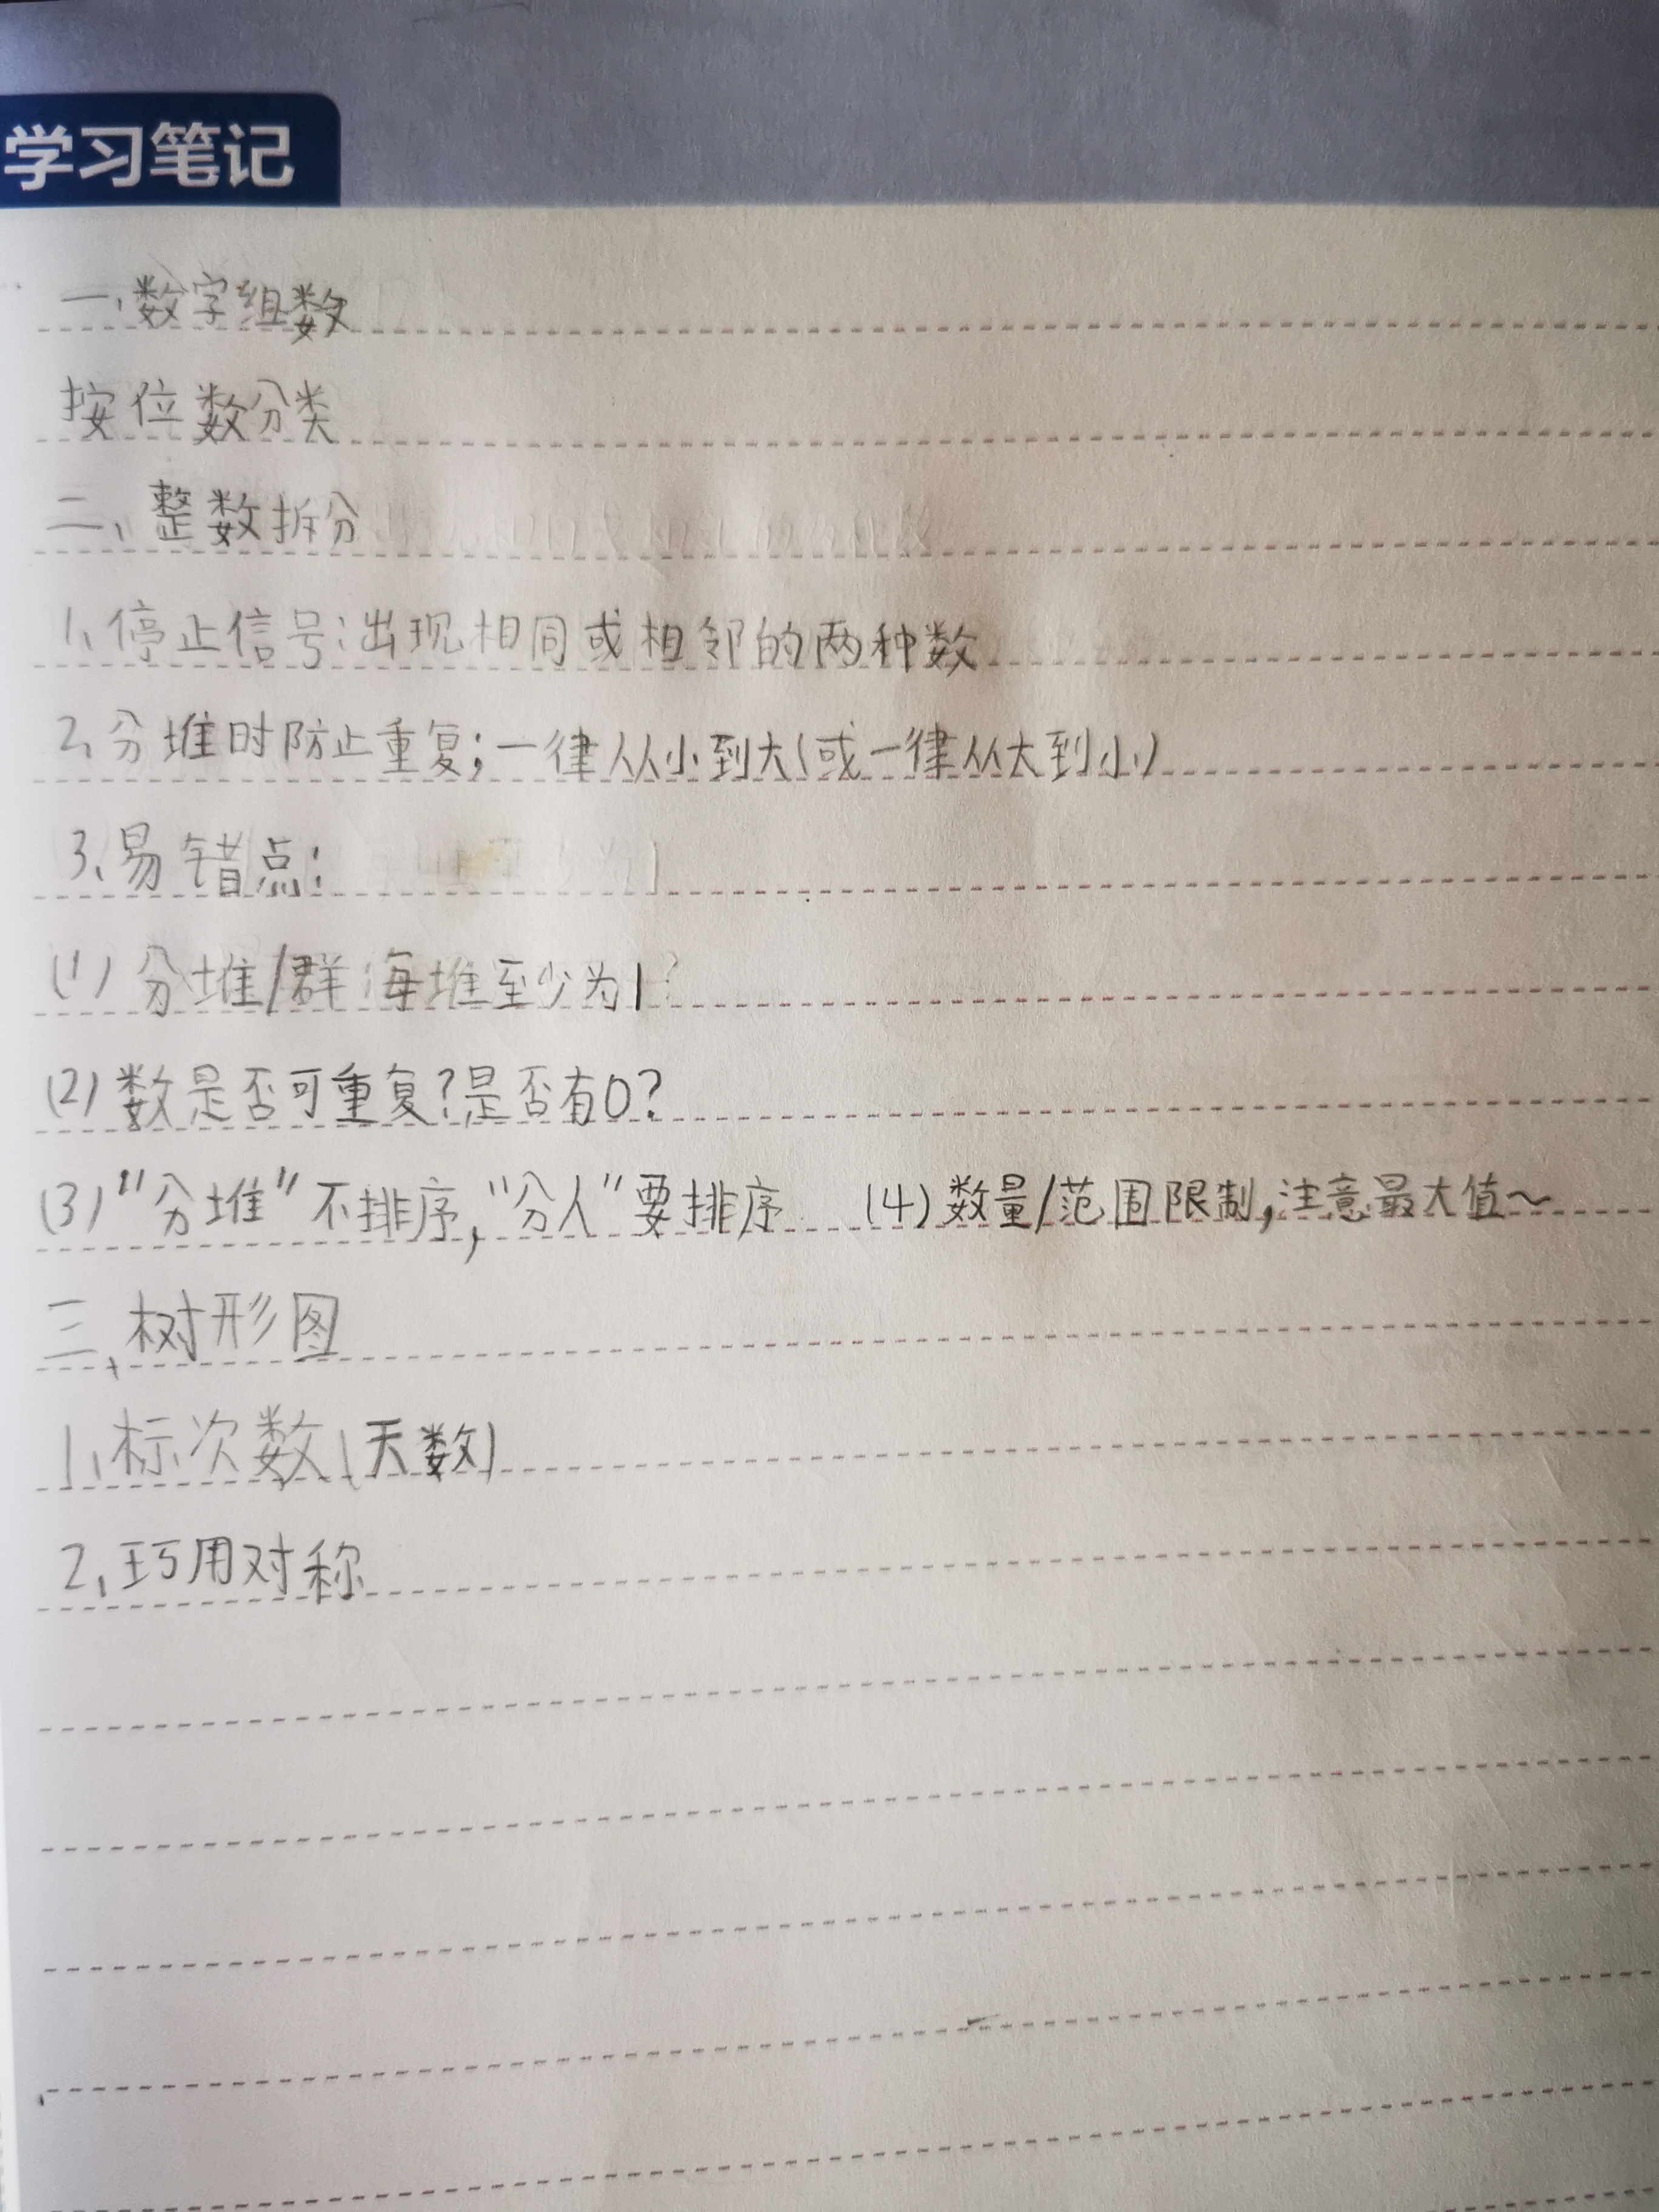 学习笔记
一、数字组数
按位数分类
二、整数拆分
1、停止信号:出现相同或相邻的两种数
2、分堆时防止重复;一律从小到大(或一律从大到小)
3、易错点:
(1)分堆/群 每堆至少为1
(2)数是否可重复?是否有0?
(3)"分堆"不排序,"分人"要排序 (4)数量/范围限制,注意最大值~
三、树形图
1、标次数(天数)
2、巧用对称